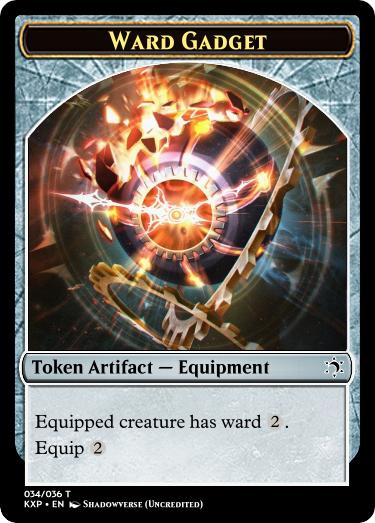 WARD GADGET
Token Artifact — Equipment
Equipped creature has ward 2.
Equip 2
034/036 T
KXP • EN Shadowverse (Uncredited)